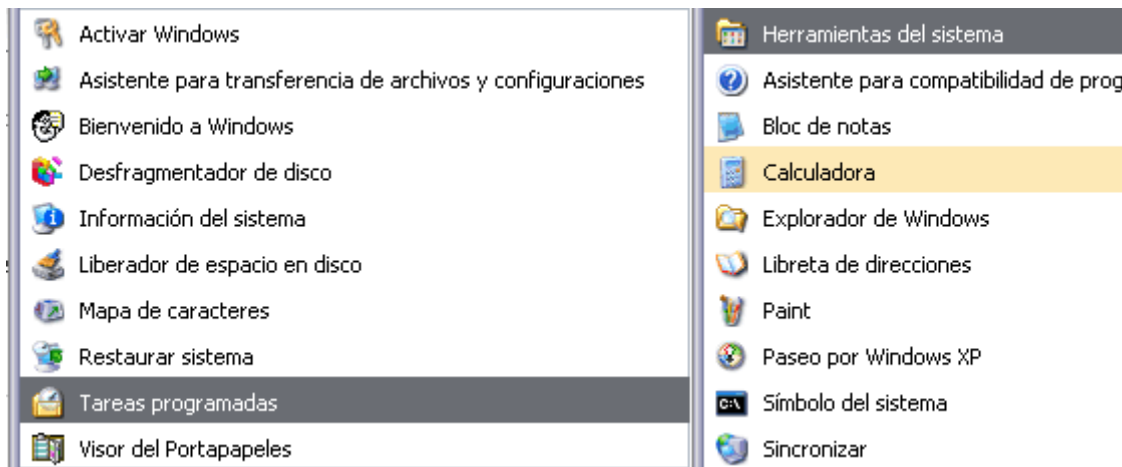 Activar Windows
Asistente para transferencia de archivos y configuraciones
Bienvenido a Windows
Desfragmentador de disco
Información del sistema
Liberador de espacio en disco
Mapa de caracteres
Restaurar sistema
Tareas programadas
Visor del Portapapeles
Herramientas del sistema
Asistente para compatibilidad de prog
Bloc de notas
Calculadora
Explorador de Windows
Libreta de direcciones
Paint
Paseo por Windows XP
C:\
Símbolo del sistema
Sincronizar